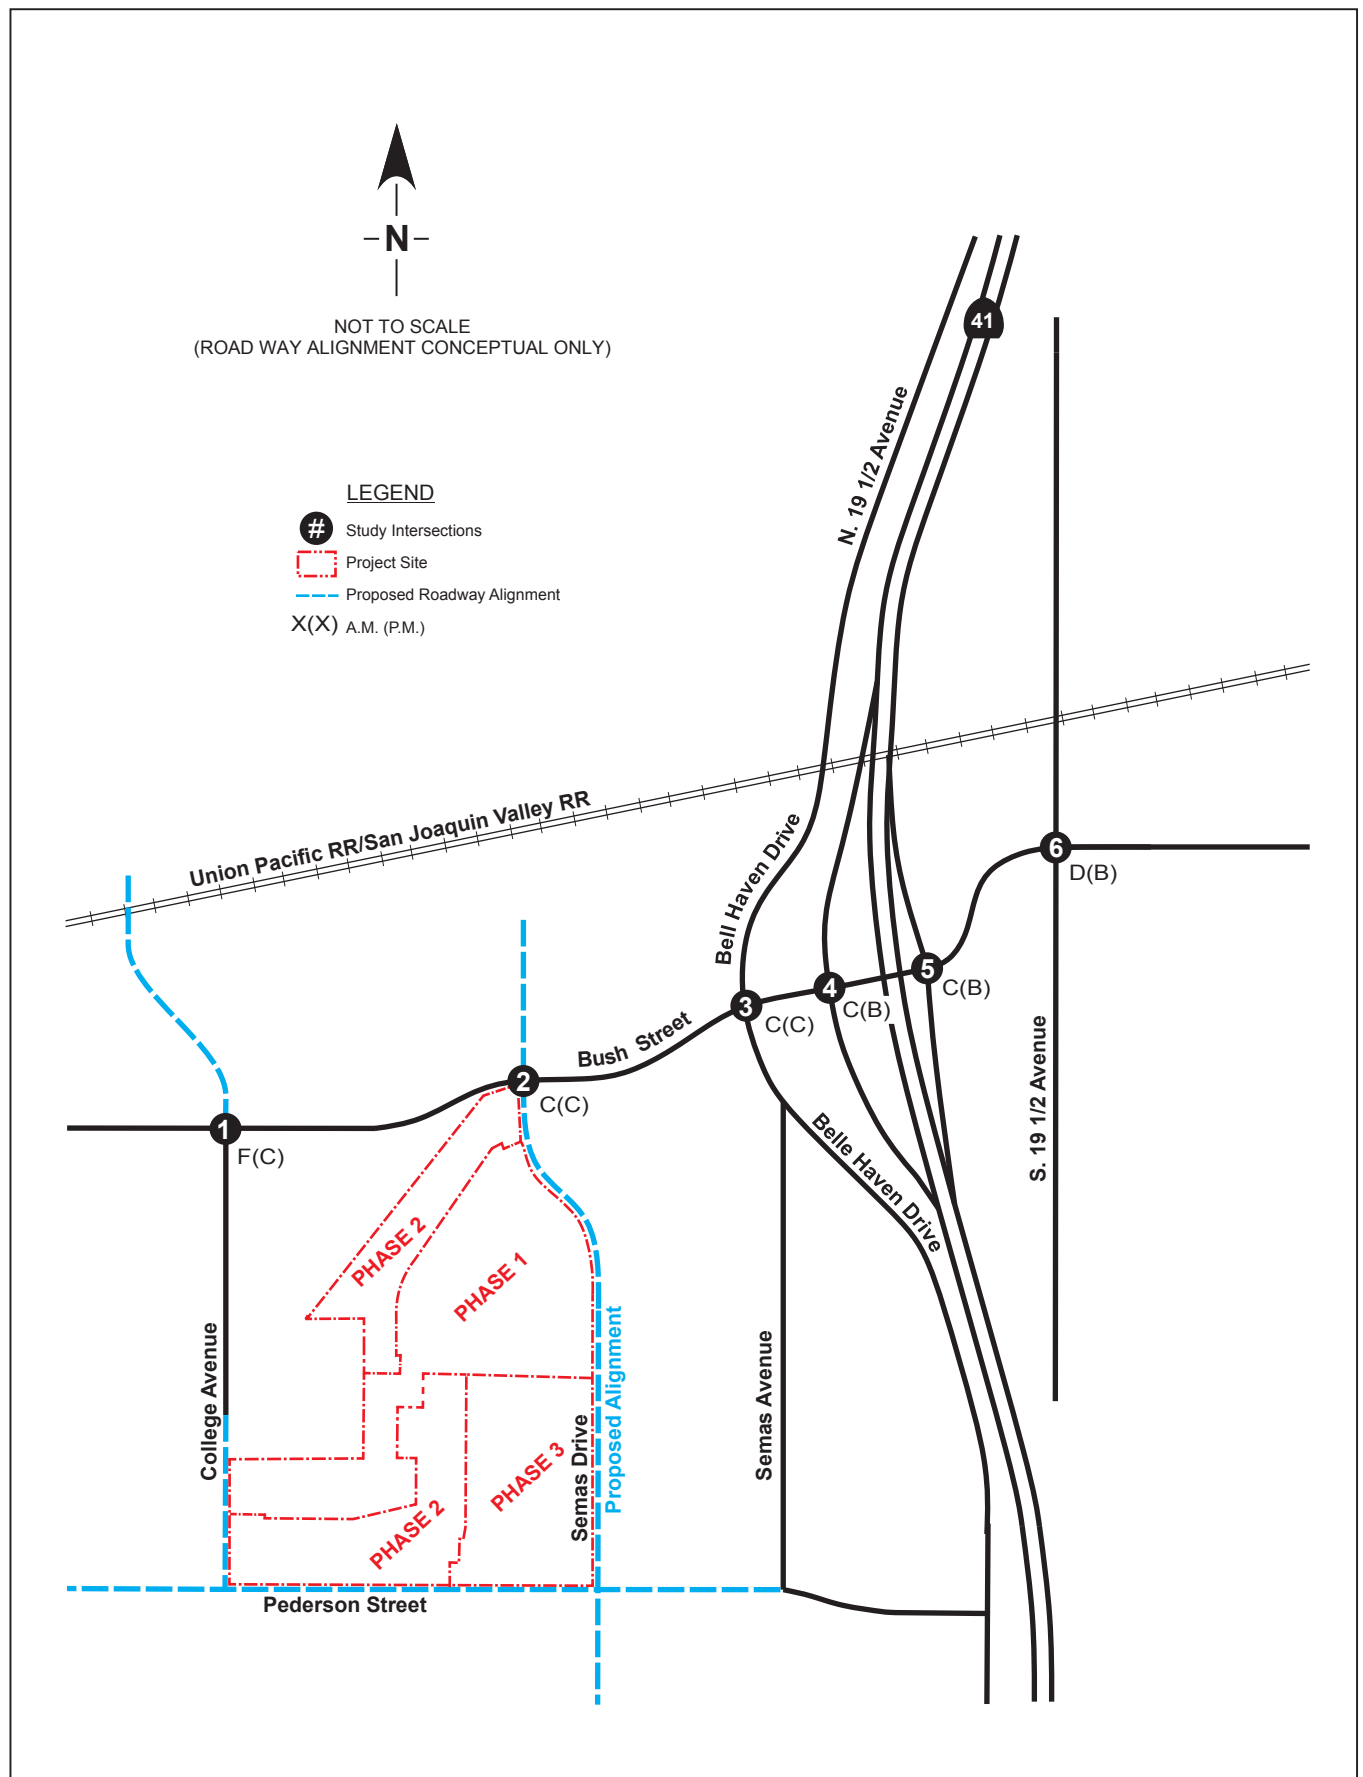 N
NOT TO SCALE
(ROAD WAY ALIGNMENT CONCEPTUAL ONLY)
41
N. 19 1/2 Avenue
LEGEND
# Study Intersections
Project Site
Proposed Roadway Alignment
X(X) A.M. (P.M.)
Union Pacific RR/San Joaquin Valley RR
Bell Haven Drive
6
D(B)
5
C(B)
4
C(B)
3
C(C)
Bush Street
2
C(C)
1
F(C)
S. 19 1/2 Avenue
Belle Haven Drive
PHASE 2
PHASE 1
College Avenue
Semas Drive
Proposed Alignment
Semas Avenue
PHASE 3
PHASE 2
Pederson Street